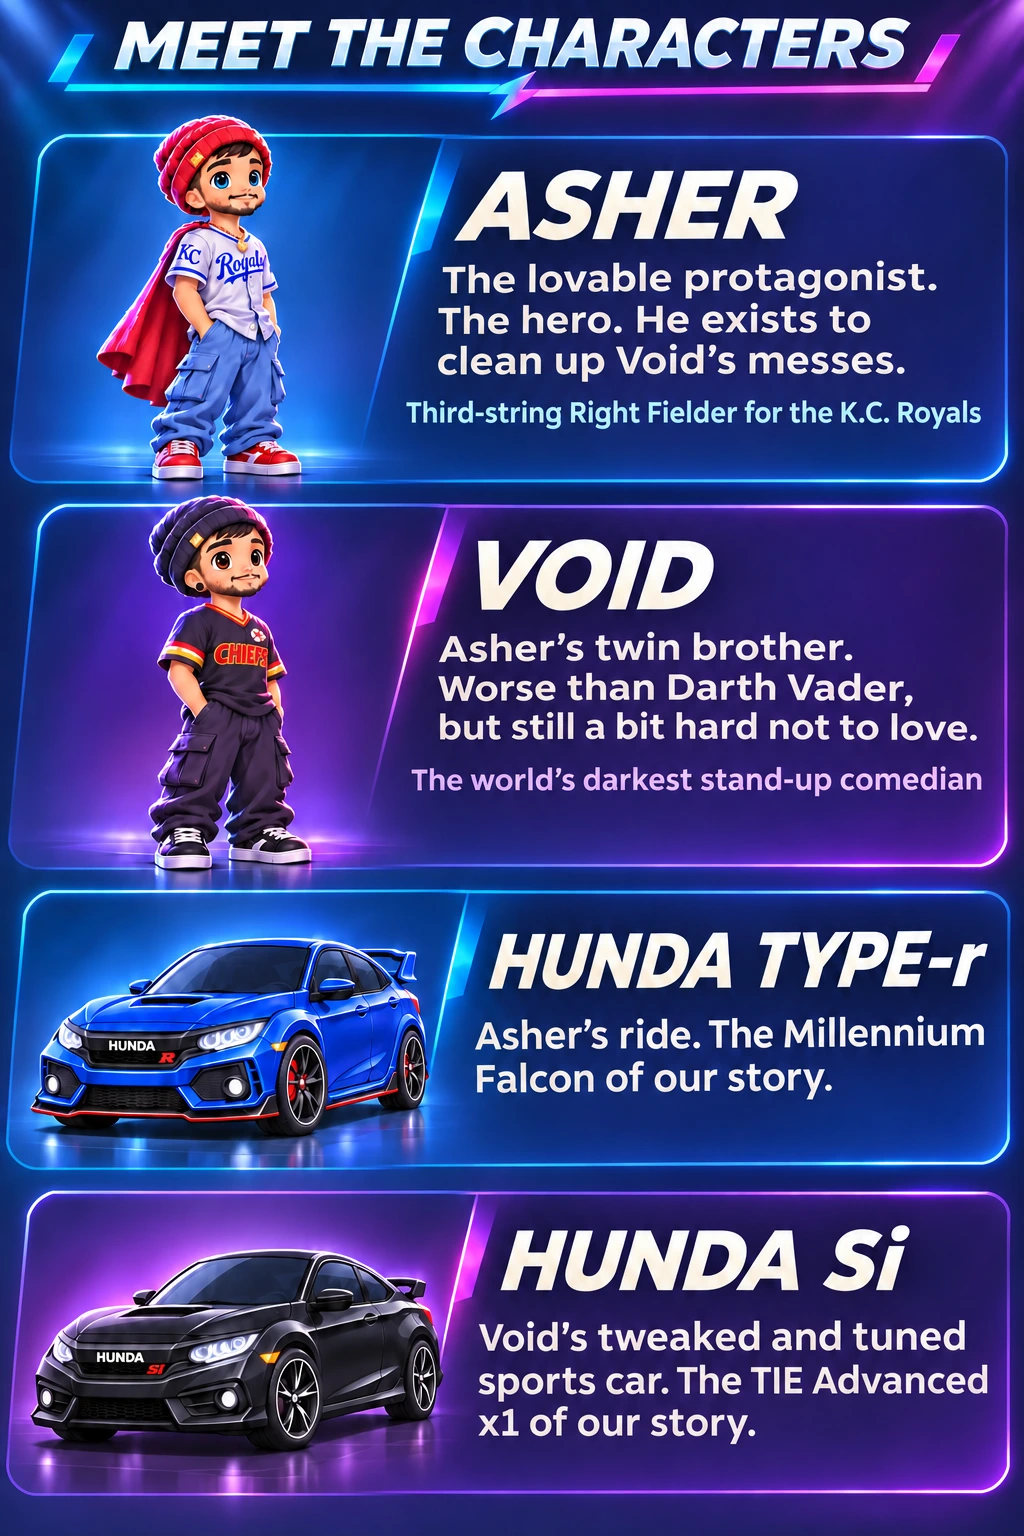 MEET THE CHARACTERS
KC
Royals
ASHER
The lovable protagonist.
The hero. He exists to
clean up Void's messes.
Third-string Right Fielder for the K.C. Royals
CHIEFS
VOID
Asher's twin brother.
Worse than Darth Vader,
but still a bit hard not to love.
The world's darkest stand-up comedian
HUNDA
R
HUNDA TYPE-r
Asher's ride. The Millennium
Falcon of our story.
HUNDA
SI
HUNDA Si
Void's tweaked and tuned
sports car. The TIE Advanced
x1 of our story.